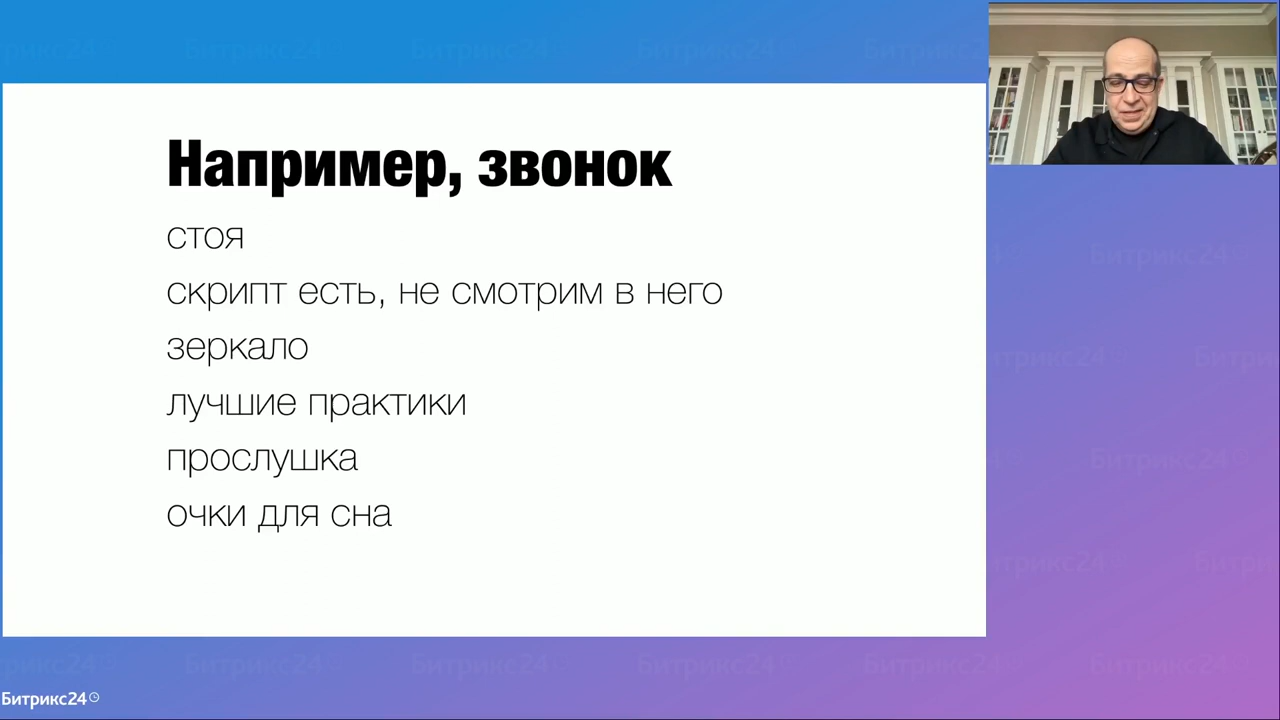 Например, звонок
стоя
скрипт есть, не смотрим в него
зеркало
лучшие практики
прослушка
очки для сна
Битрикс24